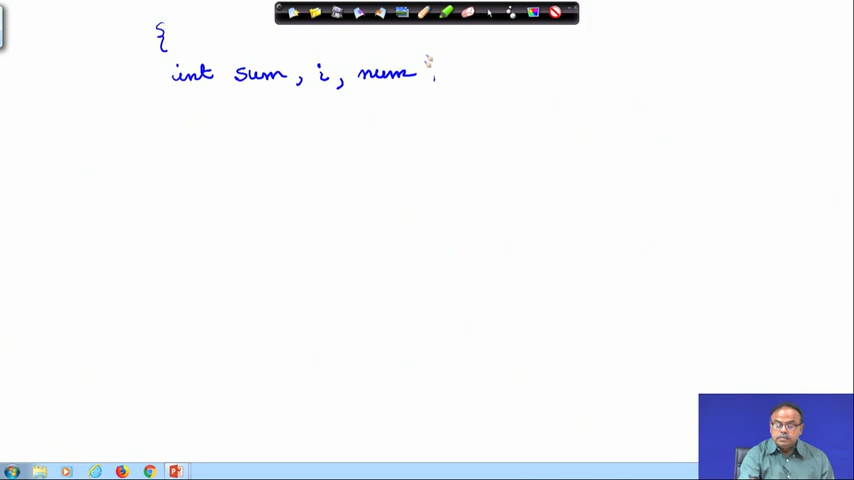 {
int sum, i, num ;